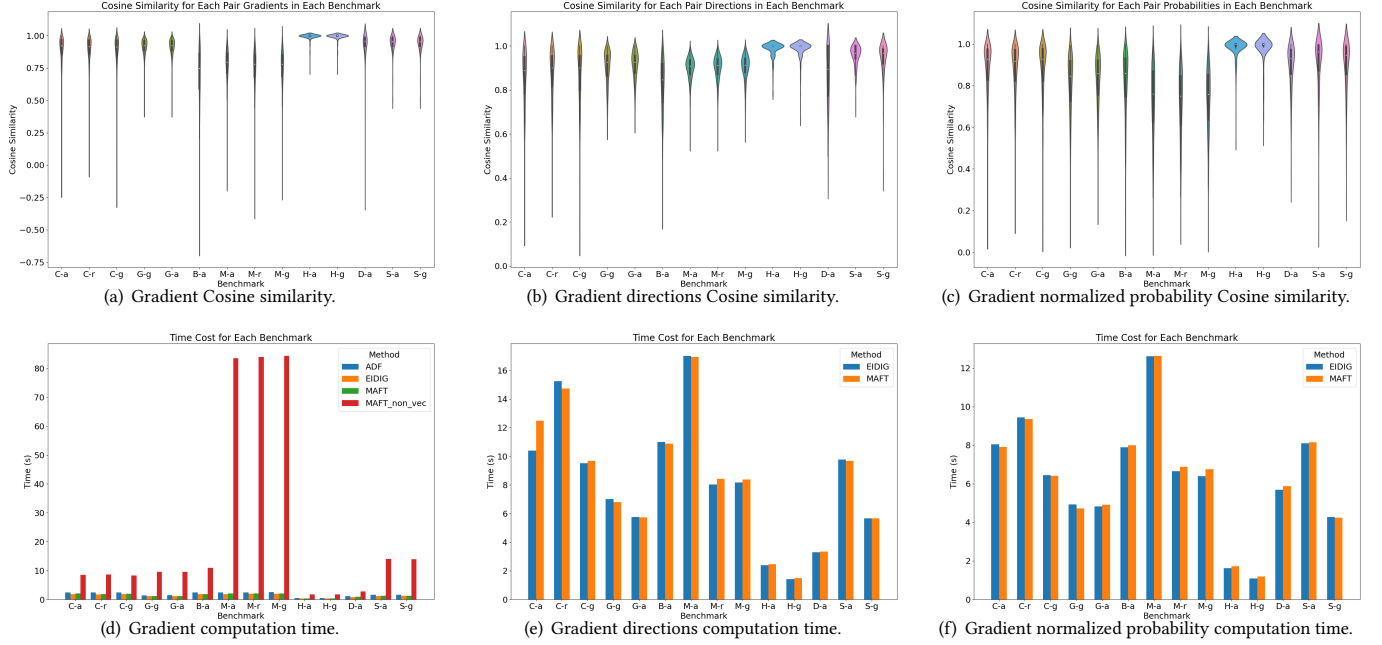 Cosine Similarity for Each Pair Gradients in Each Benchmark
Cosine Similarity
1.00
0.75
0.50
0.25
0.00
−0.25
−0.50
−0.75
C-a C-r C-g G-g G-a B-a M-a M-r M-g H-a H-g D-a S-a S-g
Benchmark
(a) Gradient Cosine similarity.
Cosine Similarity for Each Pair Directions in Each Benchmark
Cosine Similarity
1.0
0.8
0.6
0.4
0.2
0.0
C-a C-r C-g G-g G-a B-a M-a M-r M-g H-a H-g D-a S-a S-g
Benchmark
(b) Gradient directions Cosine similarity.
Cosine Similarity for Each Pair Probabilities in Each Benchmark
Cosine Similarity
1.0
0.8
0.6
0.4
0.2
0.0
C-a C-r C-g G-g G-a B-a M-a M-r M-g H-a H-g D-a S-a S-g
Benchmark
(c) Gradient normalized probability Cosine similarity.
Time Cost for Each Benchmark
Time (s)
80
70
60
50
40
30
20
10
0
Method
ADF
EIDIG
MAFT
MAFT_non_vec
C-a C-r C-g G-g G-a B-a M-a M-r M-g H-a H-g D-a S-a S-g
Benchmark
(d) Gradient computation time.
Time Cost for Each Benchmark
Time (s)
16
14
12
10
8
6
4
2
0
Method
EIDIG
MAFT
C-a C-r C-g G-g G-a B-a M-a M-r M-g H-a H-g D-a S-a S-g
Benchmark
(e) Gradient directions computation time.
Time Cost for Each Benchmark
Time (s)
12
10
8
6
4
2
0
Method
EIDIG
MAFT
C-a C-r C-g G-g G-a B-a M-a M-r M-g H-a H-g D-a S-a S-g
Benchmark
(f) Gradient normalized probability computation time.